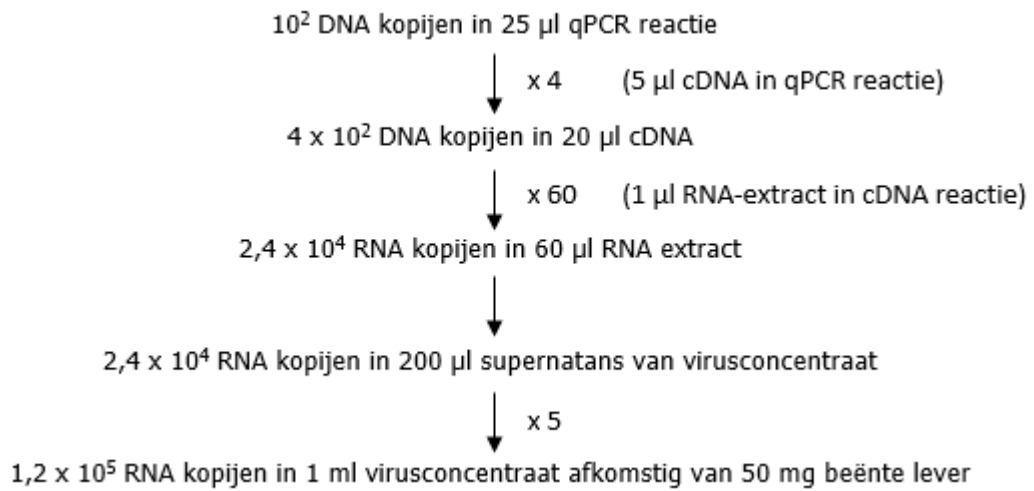 10² DNA kopijen in 25 µl qPCR reactie
x 4 (5 µl cDNA in qPCR reactie)
4 x 10² DNA kopijen in 20 µl cDNA
x 60 (1 µl RNA-extract in cDNA reactie)
2,4 x 10⁴ RNA kopijen in 60 µl RNA extract
2,4 x 10⁴ RNA kopijen in 200 µl supernatans van virusconcentraat
x 5
1,2 x 10⁵ RNA kopijen in 1 ml virusconcentraat afkomstig van 50 mg beënte lever